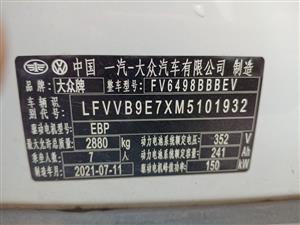 中国 一汽-大众汽车有限公司 制造
品牌: 大众牌 整车型号: FV6498BBBEV
车辆识别代号: LFVVB9E7XM5101932
驱动电机型号: EBP 动力电池系统额定电压: 352 V
最大允许总质量: 2880 kg 动力电池系统额定容量: 241 Ah
乘坐人数: 7 人 驱动电机峰值功率: 150 kW
制造年月: 2021-07-11